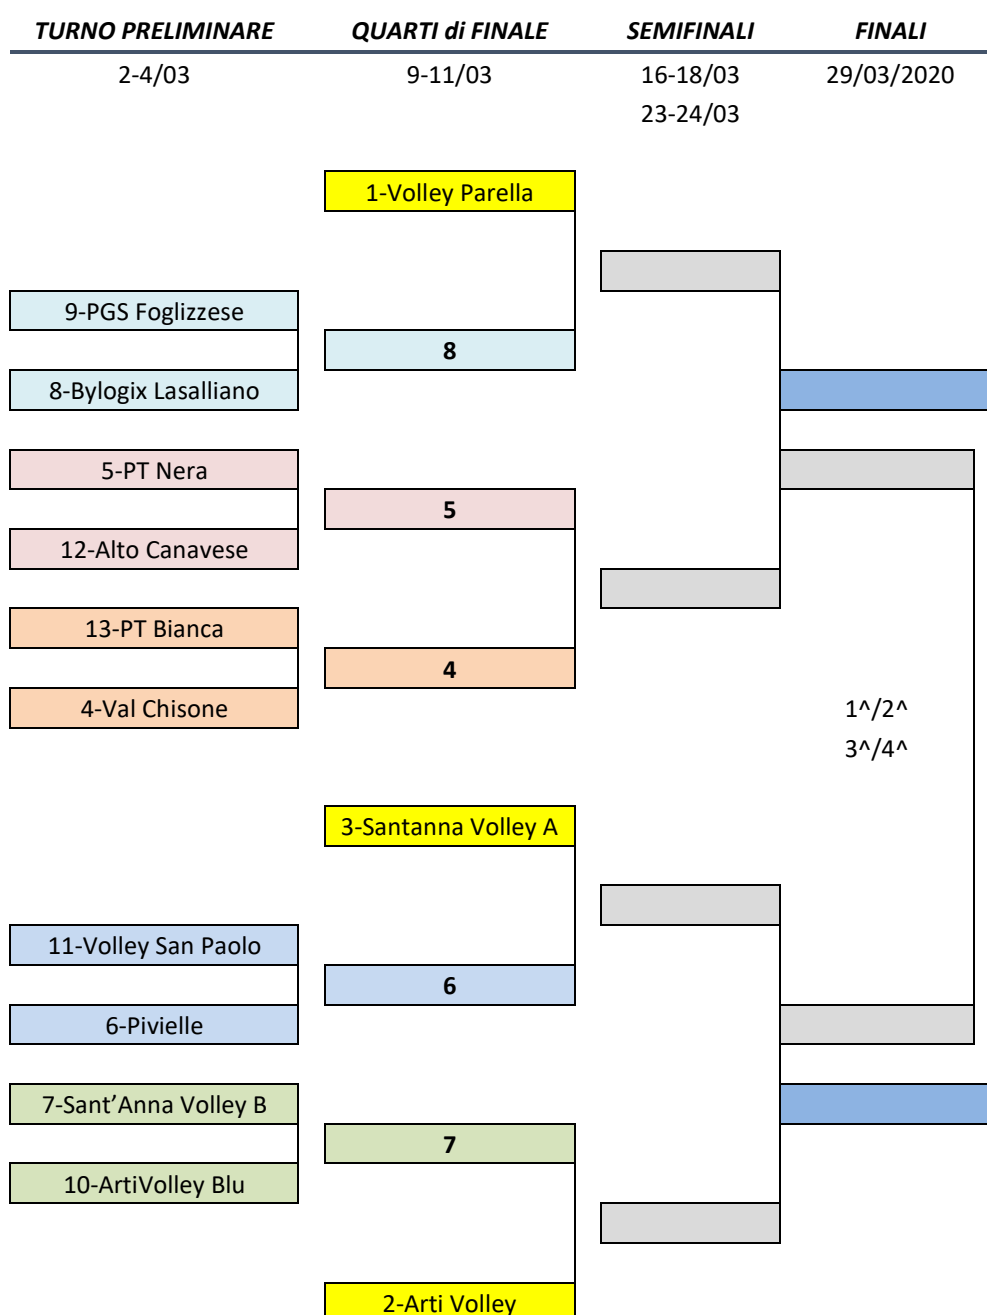 TURNO PRELIMINARE QUARTI di FINALE SEMIFINALI FINALI
2-4/03 9-11/03 16-18/03 29/03/2020
23-24/03
1-Volley Parella
9-PGS Foglizzese
8
8-Bylogix Lasalliano
5-PT Nera
5
12-Alto Canavese
13-PT Bianca
4
4-Val Chisone
1^/2^
3^/4^
3-Santanna Volley A
11-Volley San Paolo
6
6-Pivielle
7-Sant’Anna Volley B
7
10-ArtiVolley Blu
2-Arti Volley